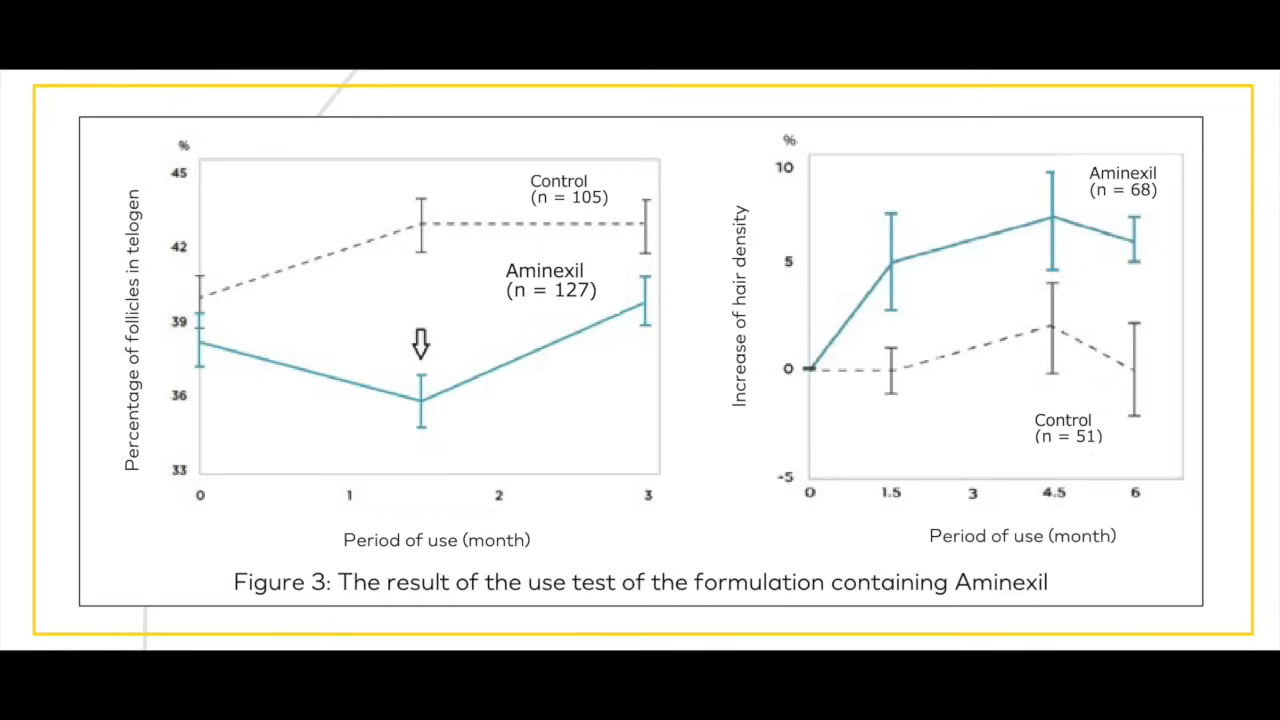 %
45
42
39
36
33
0 1 2 3
Percentage of follicles in telogen
Control
(n = 105)
Aminexil
(n = 127)
Period of use (month)
%
10
5
0
-5
0 1.5 3 4.5 6
Increase of hair density
Aminexil
(n = 68)
Control
(n = 51)
Period of use (month)
Figure 3: The result of the use test of the formulation containing Aminexil